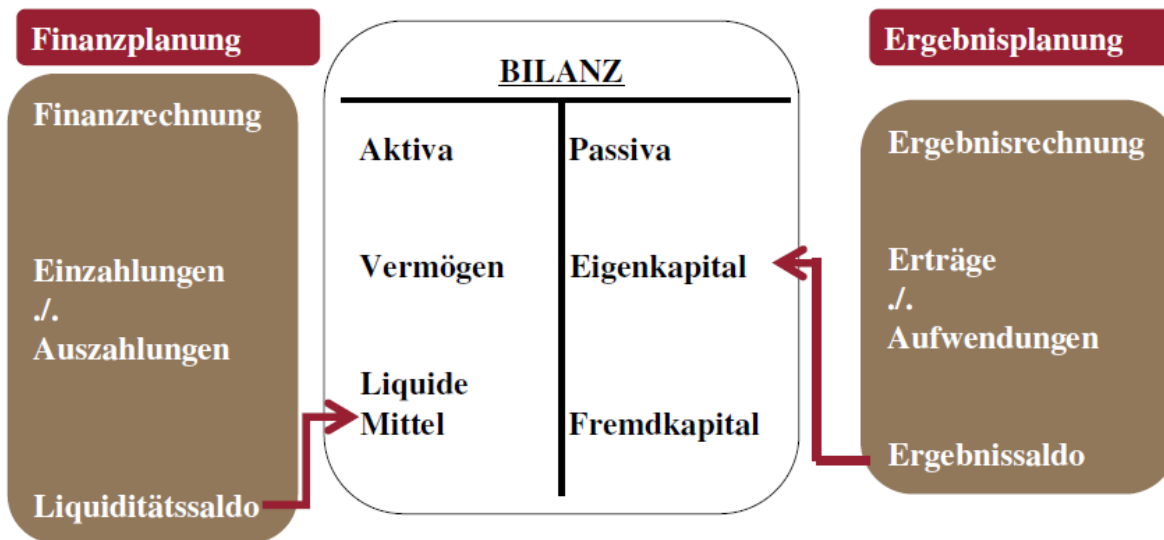 Finanzplanung
Finanzrechnung
Einzahlungen
./.
Auszahlungen
Liquiditätssaldo
BILANZ
Aktiva
Passiva
Vermögen
Eigenkapital
Liquide
Mittel
Fremdkapital
Ergebnisplanung
Ergebnisrechnung
Erträge
./.
Aufwendungen
Ergebnissaldo